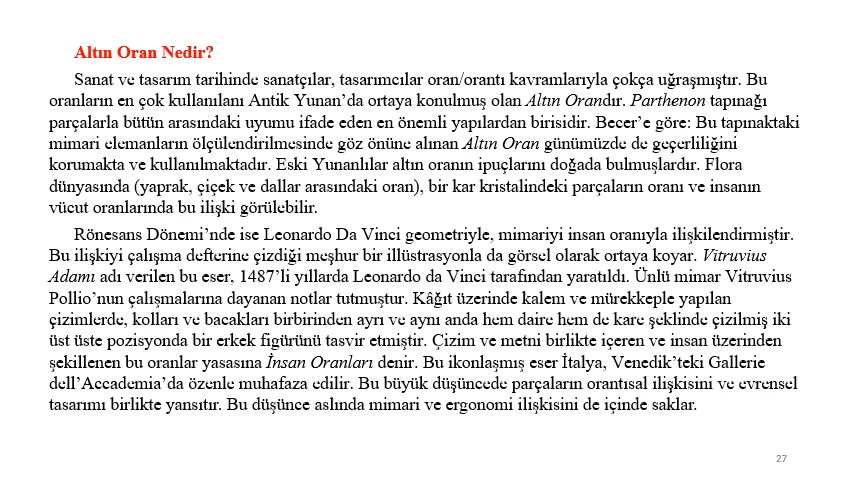 Altın Oran Nedir?
Sanat ve tasarım tarihinde sanatçılar, tasarımcılar oran/orantı kavramlarıyla çokça uğraşmıştır. Bu
oranların en çok kullanılanı Antik Yunan’da ortaya konulmuş olan Altın Orandır. Parthenon tapınağı
parçalarla bütün arasındaki uyumu ifade eden en önemli yapılardan birisidir. Becer’e göre: Bu tapınaktaki
mimari elemanların ölçülendirilmesinde göz önüne alınan Altın Oran günümüzde de geçerliliğini
korumakta ve kullanılmaktadır. Eski Yunanlılar altın oranın ipuçlarını doğada bulmuşlardır. Flora
dünyasında (yaprak, çiçek ve dallar arasındaki oran), bir kar kristalindeki parçaların oranı ve insanın
vücut oranlarında bu ilişki görülebilir.
Rönesans Dönemi’nde ise Leonardo Da Vinci geometriyle, mimariyi insan oranıyla ilişkilendirmiştir.
Bu ilişkiyi çalışma defterine çizdiği meşhur bir illüstrasyonla da görsel olarak ortaya koyar. Vitruvius
Adamı adı verilen bu eser, 1487’li yıllarda Leonardo da Vinci tarafından yaratıldı. Ünlü mimar Vitruvius
Pollio’nun çalışmalarına dayanan notlar tutmuştur. Kâğıt üzerinde kalem ve mürekkeple yapılan
çizimlerde, kolları ve bacakları birbirinden ayrı ve aynı anda hem daire hem de kare şeklinde çizilmiş iki
üst üste pozisyonda bir erkek figürünü tasvir etmiştir. Çizim ve metni birlikte içeren ve insan üzerinden
şekillenen bu oranlar yasasına İnsan Oranları denir. Bu ikonlaşmış eser İtalya, Venedik’teki Gallerie
dell’Accademia’da özenle muhafaza edilir. Bu büyük düşüncede parçaların orantısal ilişkisini ve evrensel
tasarımı birlikte yansıtır. Bu düşünce aslında mimari ve ergonomi ilişkisini de içinde saklar.
27